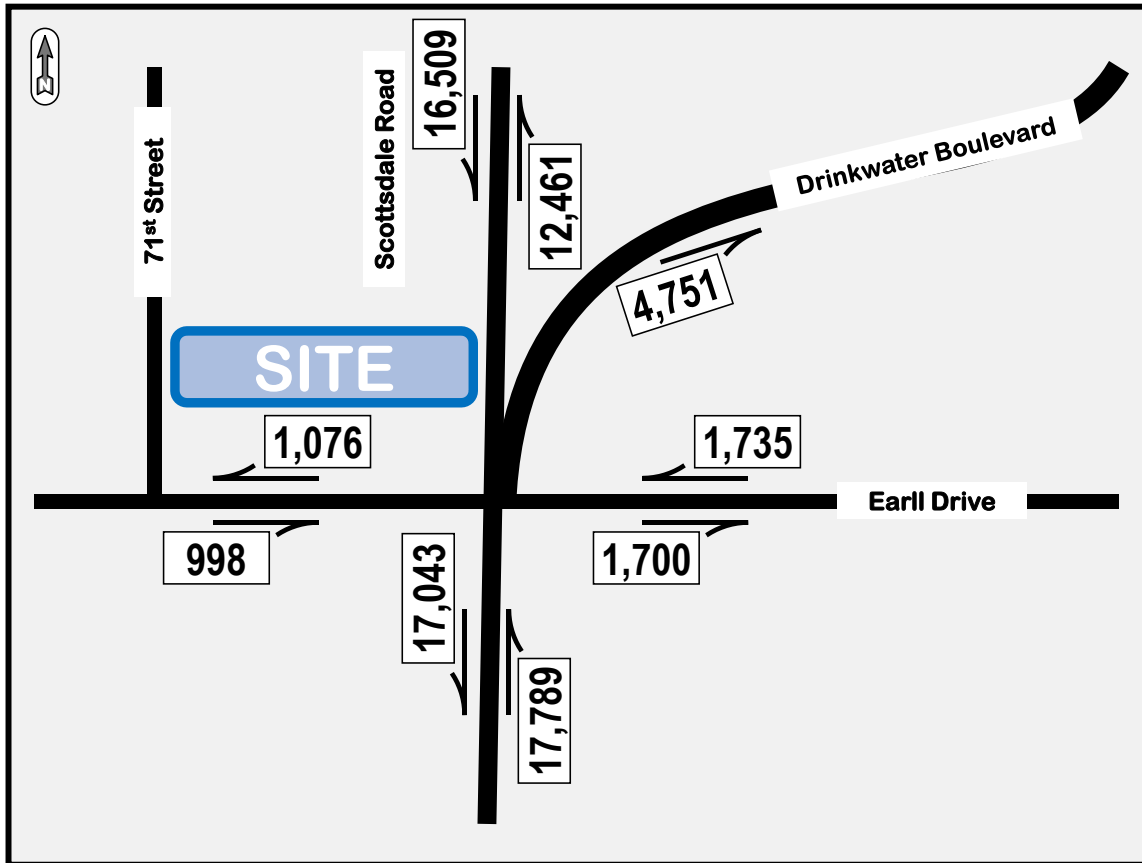 N
71st Street
Scottsdale Road
16,509
12,461
Drinkwater Boulevard
4,751
SITE
1,076
1,735
Earll Drive
998
1,700
17,043
17,789